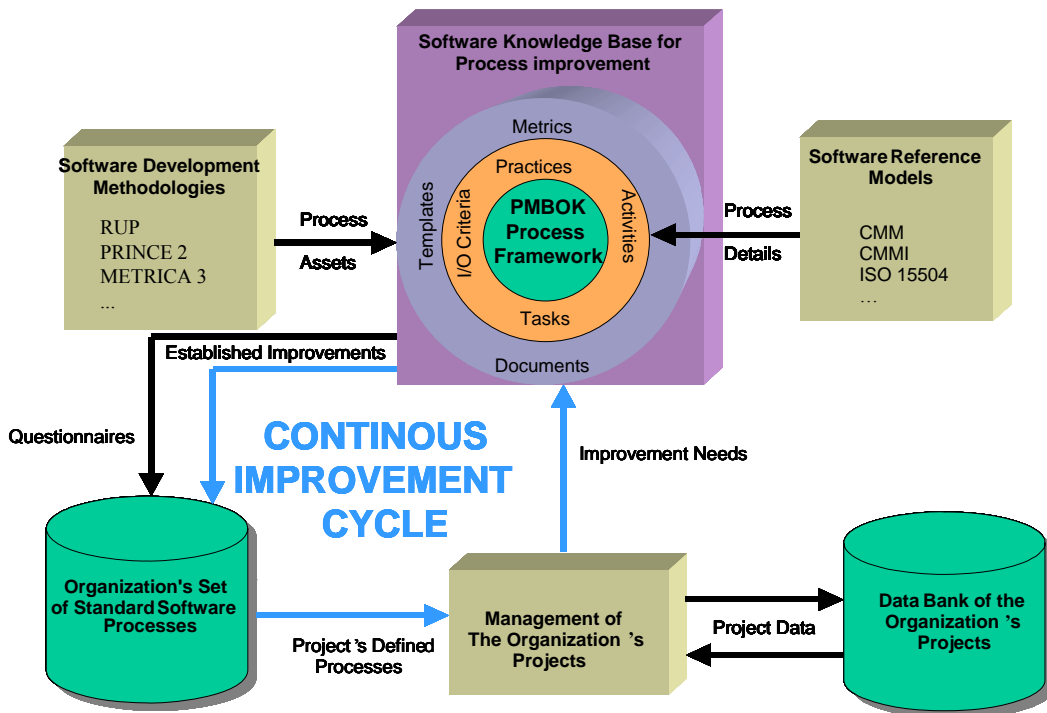 Software Knowledge Base for
Process improvement
Metrics
Practices
Templates
I/O Criteria
Activities
PMBOK
Process
Framework
Tasks
Documents
Software Development
Methodologies
RUP
PRINCE 2
METRICA 3
...
Process
Assets
Software Reference
Models
CMM
CMMI
ISO 15504
…
Process
Details
Established Improvements
Questionnaires
CONTINOUS
IMPROVEMENT
CYCLE
Improvement Needs
Organization's Set
of Standard Software
Processes
Project's Defined
Processes
Management of
The Organization 's
Projects
Project Data
Data Bank of the
Organization 's
Projects